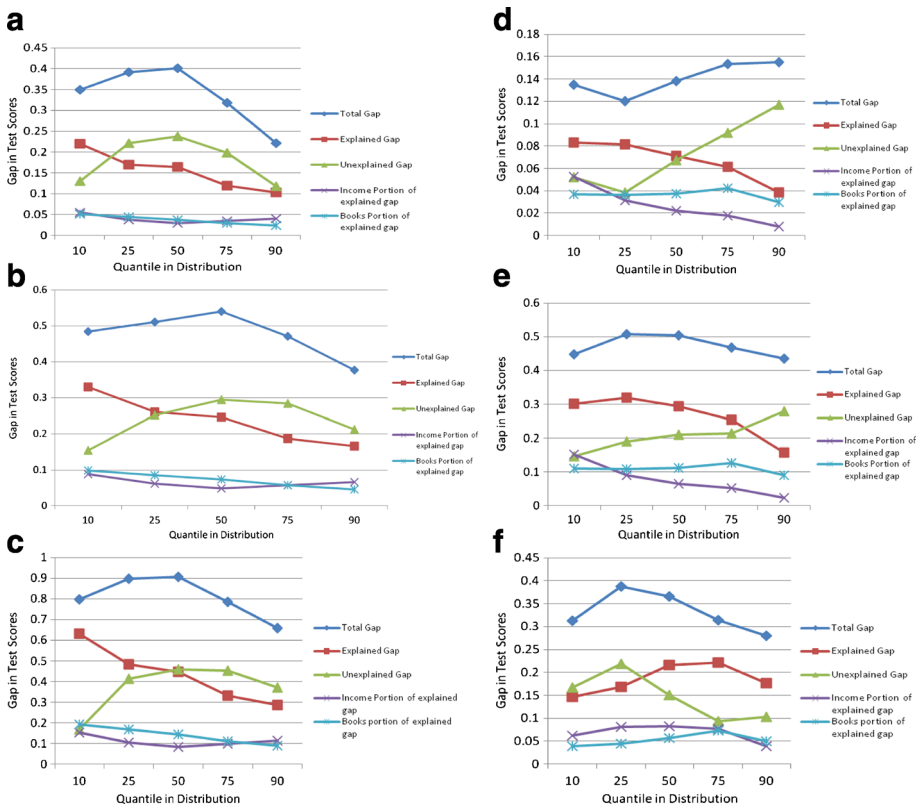 a
0.45
0.4
0.35
0.3
0.25
0.2
0.15
0.1
0.05
0
Gap in Test Scores
10 25 50 75 90
Quantile in Distribution
Total Gap
Explained Gap
Unexplained Gap
Income Portion of
explained gap
Books Portion of
explained gap
b
0.6
0.5
0.4
0.3
0.2
0.1
0
Gap in Test Scores
10 25 50 75 90
Quantile in Distribution
Total Gap
Explained Gap
Unexplained Gap
Income Portion of
explained gap
Books Portion of
explained gap
c
1
0.9
0.8
0.7
0.6
0.5
0.4
0.3
0.2
0.1
0
Gap in Test Scores
10 25 50 75 90
Quantile in Distribution
Total Gap
Explained Gap
Unexplained Gap
Income Portion of explained
gap
Books portion of explained
gap
d
0.18
0.16
0.14
0.12
0.1
0.08
0.06
0.04
0.02
0
Gap in Test Scores
10 25 50 75 90
Quantile in Distribution
Total Gap
Explained Gap
Unexplained Gap
Income Portion of
explained gap
Books Portion of
explained gap
e
0.6
0.5
0.4
0.3
0.2
0.1
0
Gap in Test Scores
10 25 50 75 90
Quantile in Distribution
Total Gap
Explained Gap
Unexplained Gap
Income Portion of
explained gap
Books Portion of
explained gap
f
0.45
0.4
0.35
0.3
0.25
0.2
0.15
0.1
0.05
0
Gap in Test Scores
10 25 50 75 90
Quantile in Distribution
Total Gap
Explained Gap
Unexplained Gap
Income Portion of
explained gap
Books portion of
explained gap